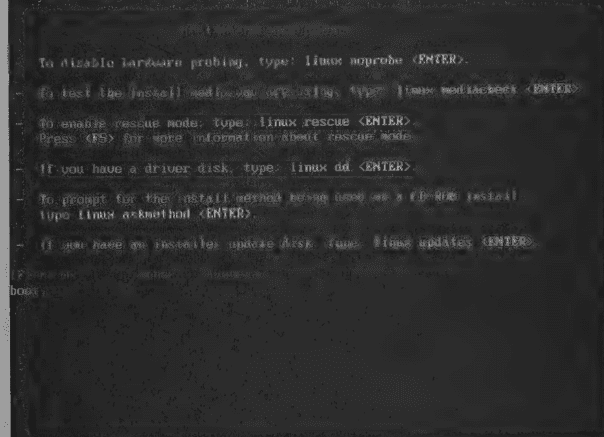 - To disable hardware probing, type: linux noprobe <ENTER>.
- To test the install media you are using, type: linux mediacheck <ENTER>.
- To enable rescue mode, type: linux rescue <ENTER>.
Press <F5> for more information about rescue mode.
- If you have a driver disk, type: linux dd <ENTER>.
- To prompt for the install method being used on a CD-ROM install
type linux askmethod <ENTER>.
- If you have an installer update disk, type: linux updates <ENTER>.
boot: